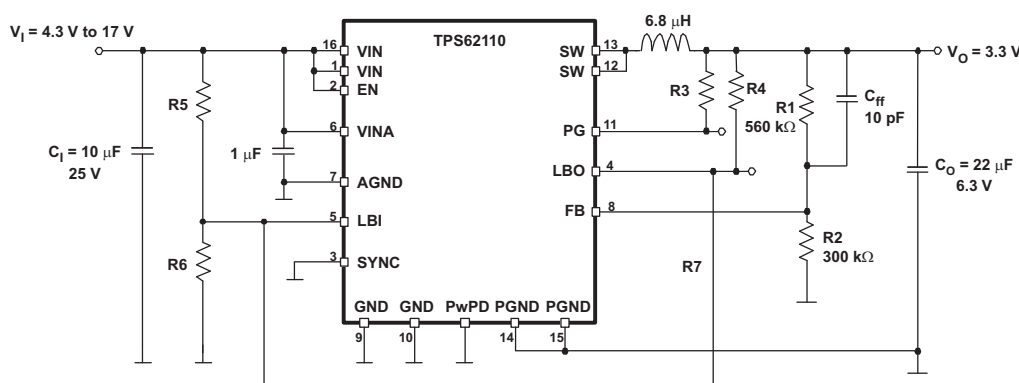 V_I = 4.3 V to 17 V
TPS62110
6.8 μH
V_O = 3.3 V
16
VIN
1
VIN
2
EN
6
VINA
7
AGND
5
LBI
3
SYNC
SW
13
SW
12
PG
11
LBO
4
FB
8
R5
R6
C_I = 10 μF
25 V
1 μF
R3
R4
R1
560 kΩ
C_ff
10 pF
C_O = 22 μF
6.3 V
R2
300 kΩ
R7
GND
GND
PwPD
PGND
PGND
9
10
14
15